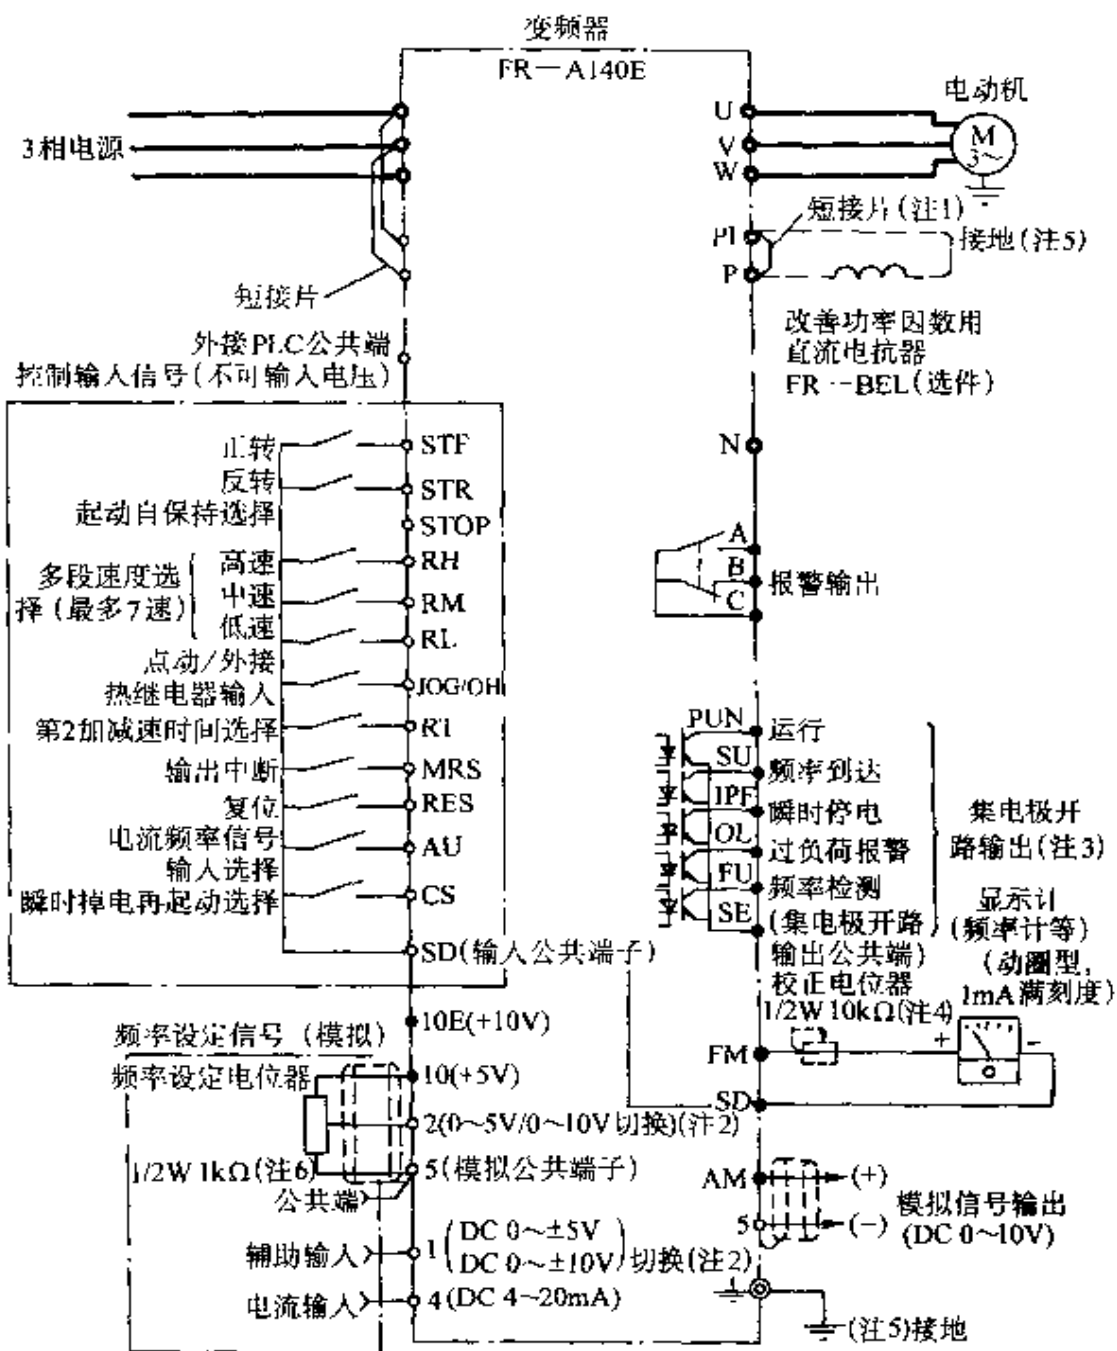 变频器
FR—A140E
电动机
3相电源
U
V
W
M
3~
短接片(注1)
P1
接地(注5)
P
短接片
改善功率因数用
直流电抗器
FR—BEL(选件)
外接PLC公共端
控制输入信号(不可输入电压)
N
正转
STF
反转
STR
起动自保持选择
STOP
高速
RH
多段速度选
择(最多7速)
中速
RM
低速
RL
点动/外接
热继电器输入
JOG/OH
第2加减速时间选择
RT
输出中断
MRS
复位
RES
电流频率信号
输入选择
AU
瞬时掉电再起动选择
CS
SD(输入公共端子)
A
B
C
报警输出
PUN
运行
SU
频率到达
IPF
瞬时停电
OL
过负荷报警
FU
频率检测
SE
(集电极开路
输出公共端)
集电极开
路输出(注3)
显示计
(频率计等)
(动圈型,
1mA满刻度)
校正电位器
1/2W 10kΩ(注4)
+
-
FM
SD
10E(+10V)
频率设定信号(模拟)
频率设定电位器
10(+5V)
2(0~5V/0~10V切换)(注2)
1/2W 1kΩ(注6)
5(模拟公共端子)
公共端
辅助输入
1(DC 0~±5V
DC 0~±10V)切换(注2)
电流输入
4(DC 4~20mA)
AM
(+)
5
(—)
模拟信号输出
(DC 0~10V)
(注5)接地